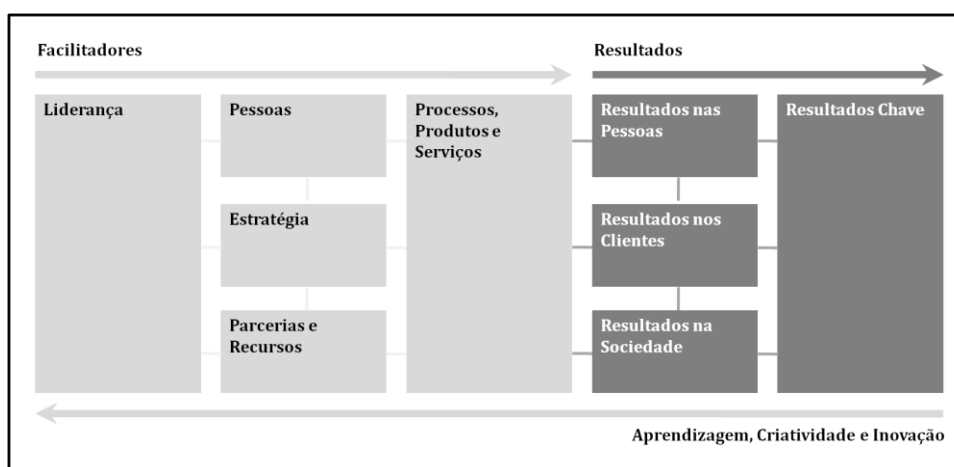 Facilitadores
Resultados
Liderança
Pessoas
Processos,
Produtos e
Serviços
Resultados nas
Pessoas
Resultados Chave
Estratégia
Resultados nos
Clientes
Parcerias e
Recursos
Resultados na
Sociedade
Aprendizagem, Criatividade e Inovação